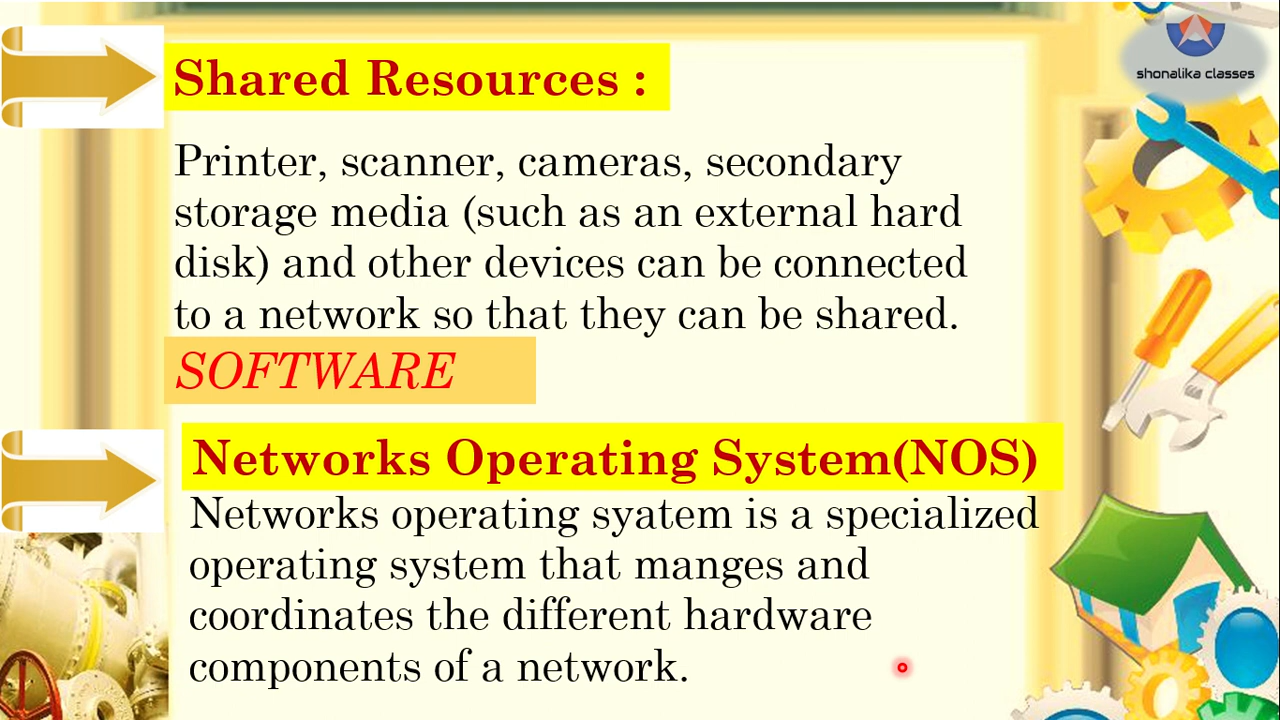 shonalika classes
Shared Resources :
Printer, scanner, cameras, secondary
storage media (such as an external hard
disk) and other devices can be connected
to a network so that they can be shared.
SOFTWARE
Networks Operating System(NOS)
Networks operating syatem is a specialized
operating system that manges and
coordinates the different hardware
components of a network.